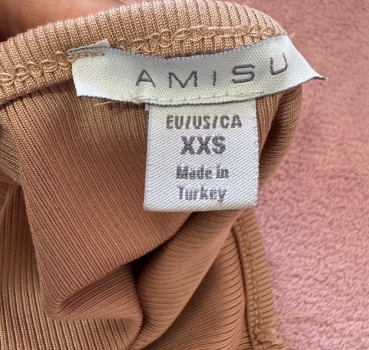 AMISU
EU/US/CA
XXS
Made in
Turkey